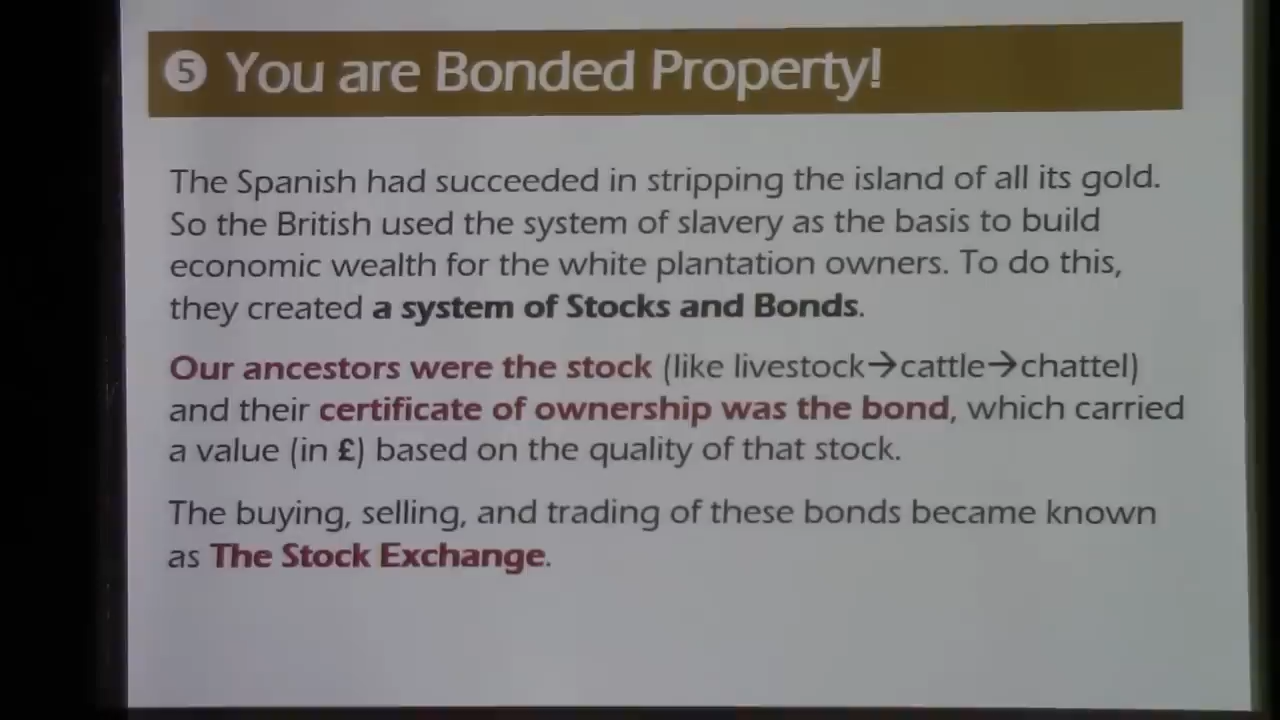 ❺ You are Bonded Property!
The Spanish had succeeded in stripping the island of all its gold.
So the British used the system of slavery as the basis to build
economic wealth for the white plantation owners. To do this,
they created a system of Stocks and Bonds.
Our ancestors were the stock (like livestock→cattle→chattel)
and their certificate of ownership was the bond, which carried
a value (in £) based on the quality of that stock.
The buying, selling, and trading of these bonds became known
as The Stock Exchange.